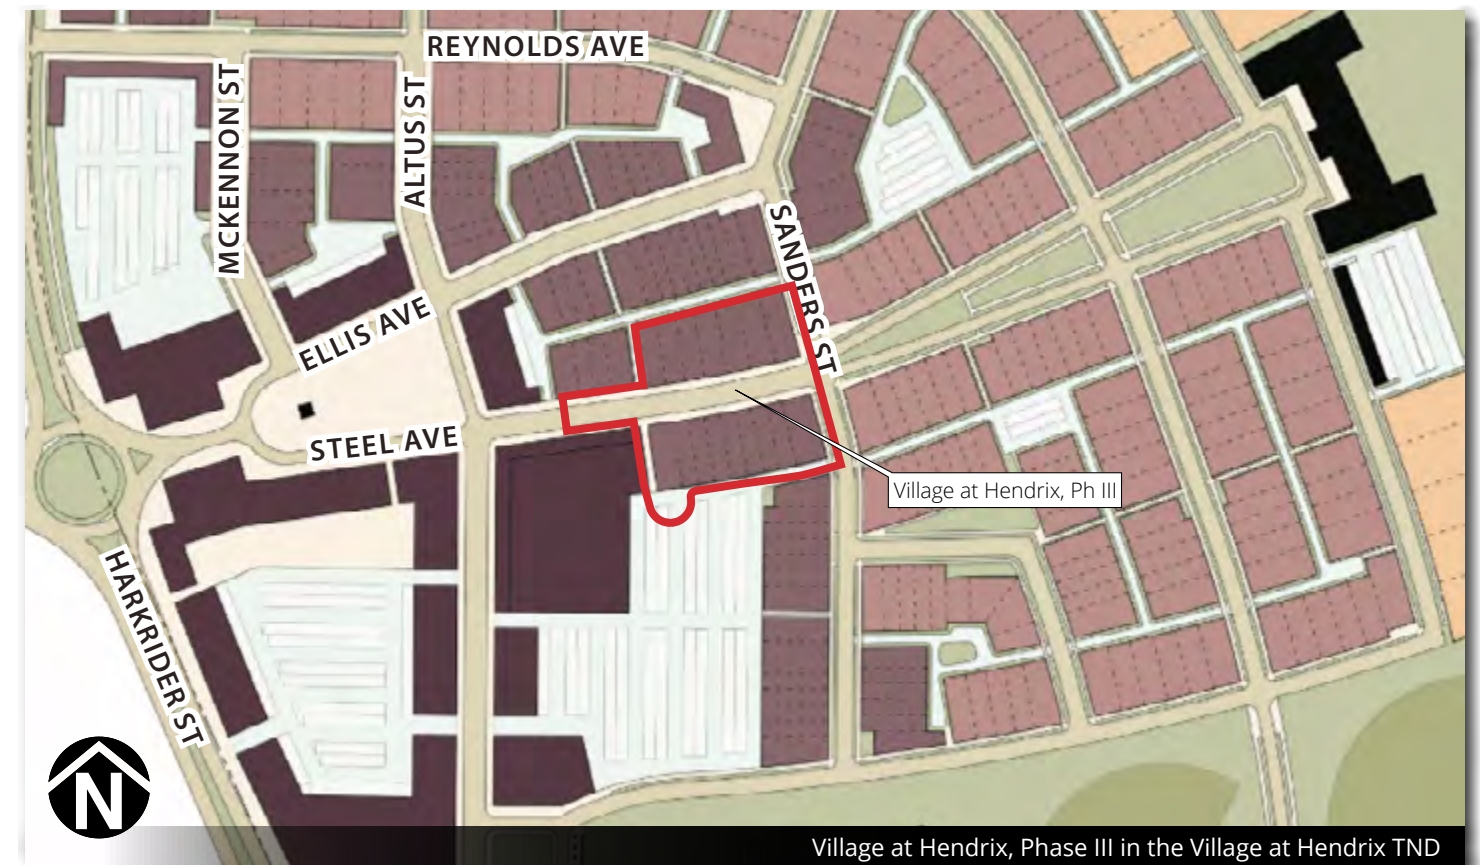 REYNOLDS AVE
MCKENNON ST
ALTUS ST
SANDERS ST
ELLIS AVE
STEEL AVE
Village at Hendrix, Ph III
HARKRIDER ST
N
Village at Hendrix, Phase III in the Village at Hendrix TND